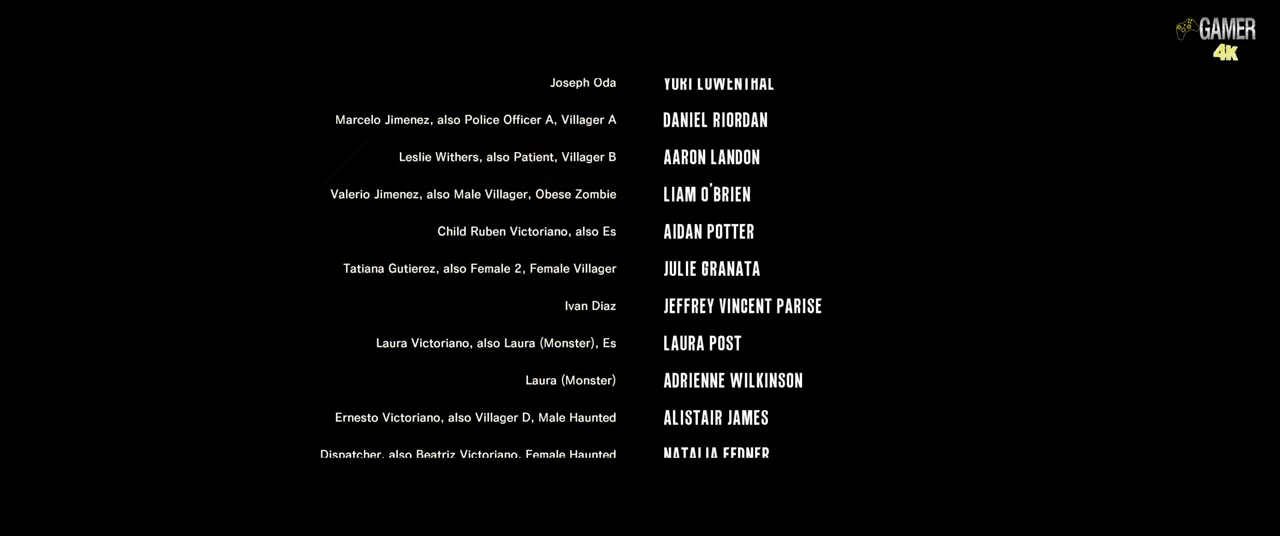 GAMER
4K
Joseph Oda YURI LOWENTHAL
Marcelo Jimenez, also Police Officer A, Villager A DANIEL RIORDAN
Leslie Withers, also Patient, Villager B AARON LANDON
Valerio Jimenez, also Male Villager, Obese Zombie LIAM O'BRIEN
Child Ruben Victoriano, also Es AIDAN POTTER
Tatiana Gutierez, also Female 2, Female Villager JULIE GRANATA
Ivan Diaz JEFFREY VINCENT PARISE
Laura Victoriano, also Laura (Monster), Es LAURA POST
Laura (Monster) ADRIENNE WILKINSON
Ernesto Victoriano, also Villager D, Male Haunted ALISTAIR JAMES
Dispatcher, also Beatriz Victoriano, Female Haunted NATALIA